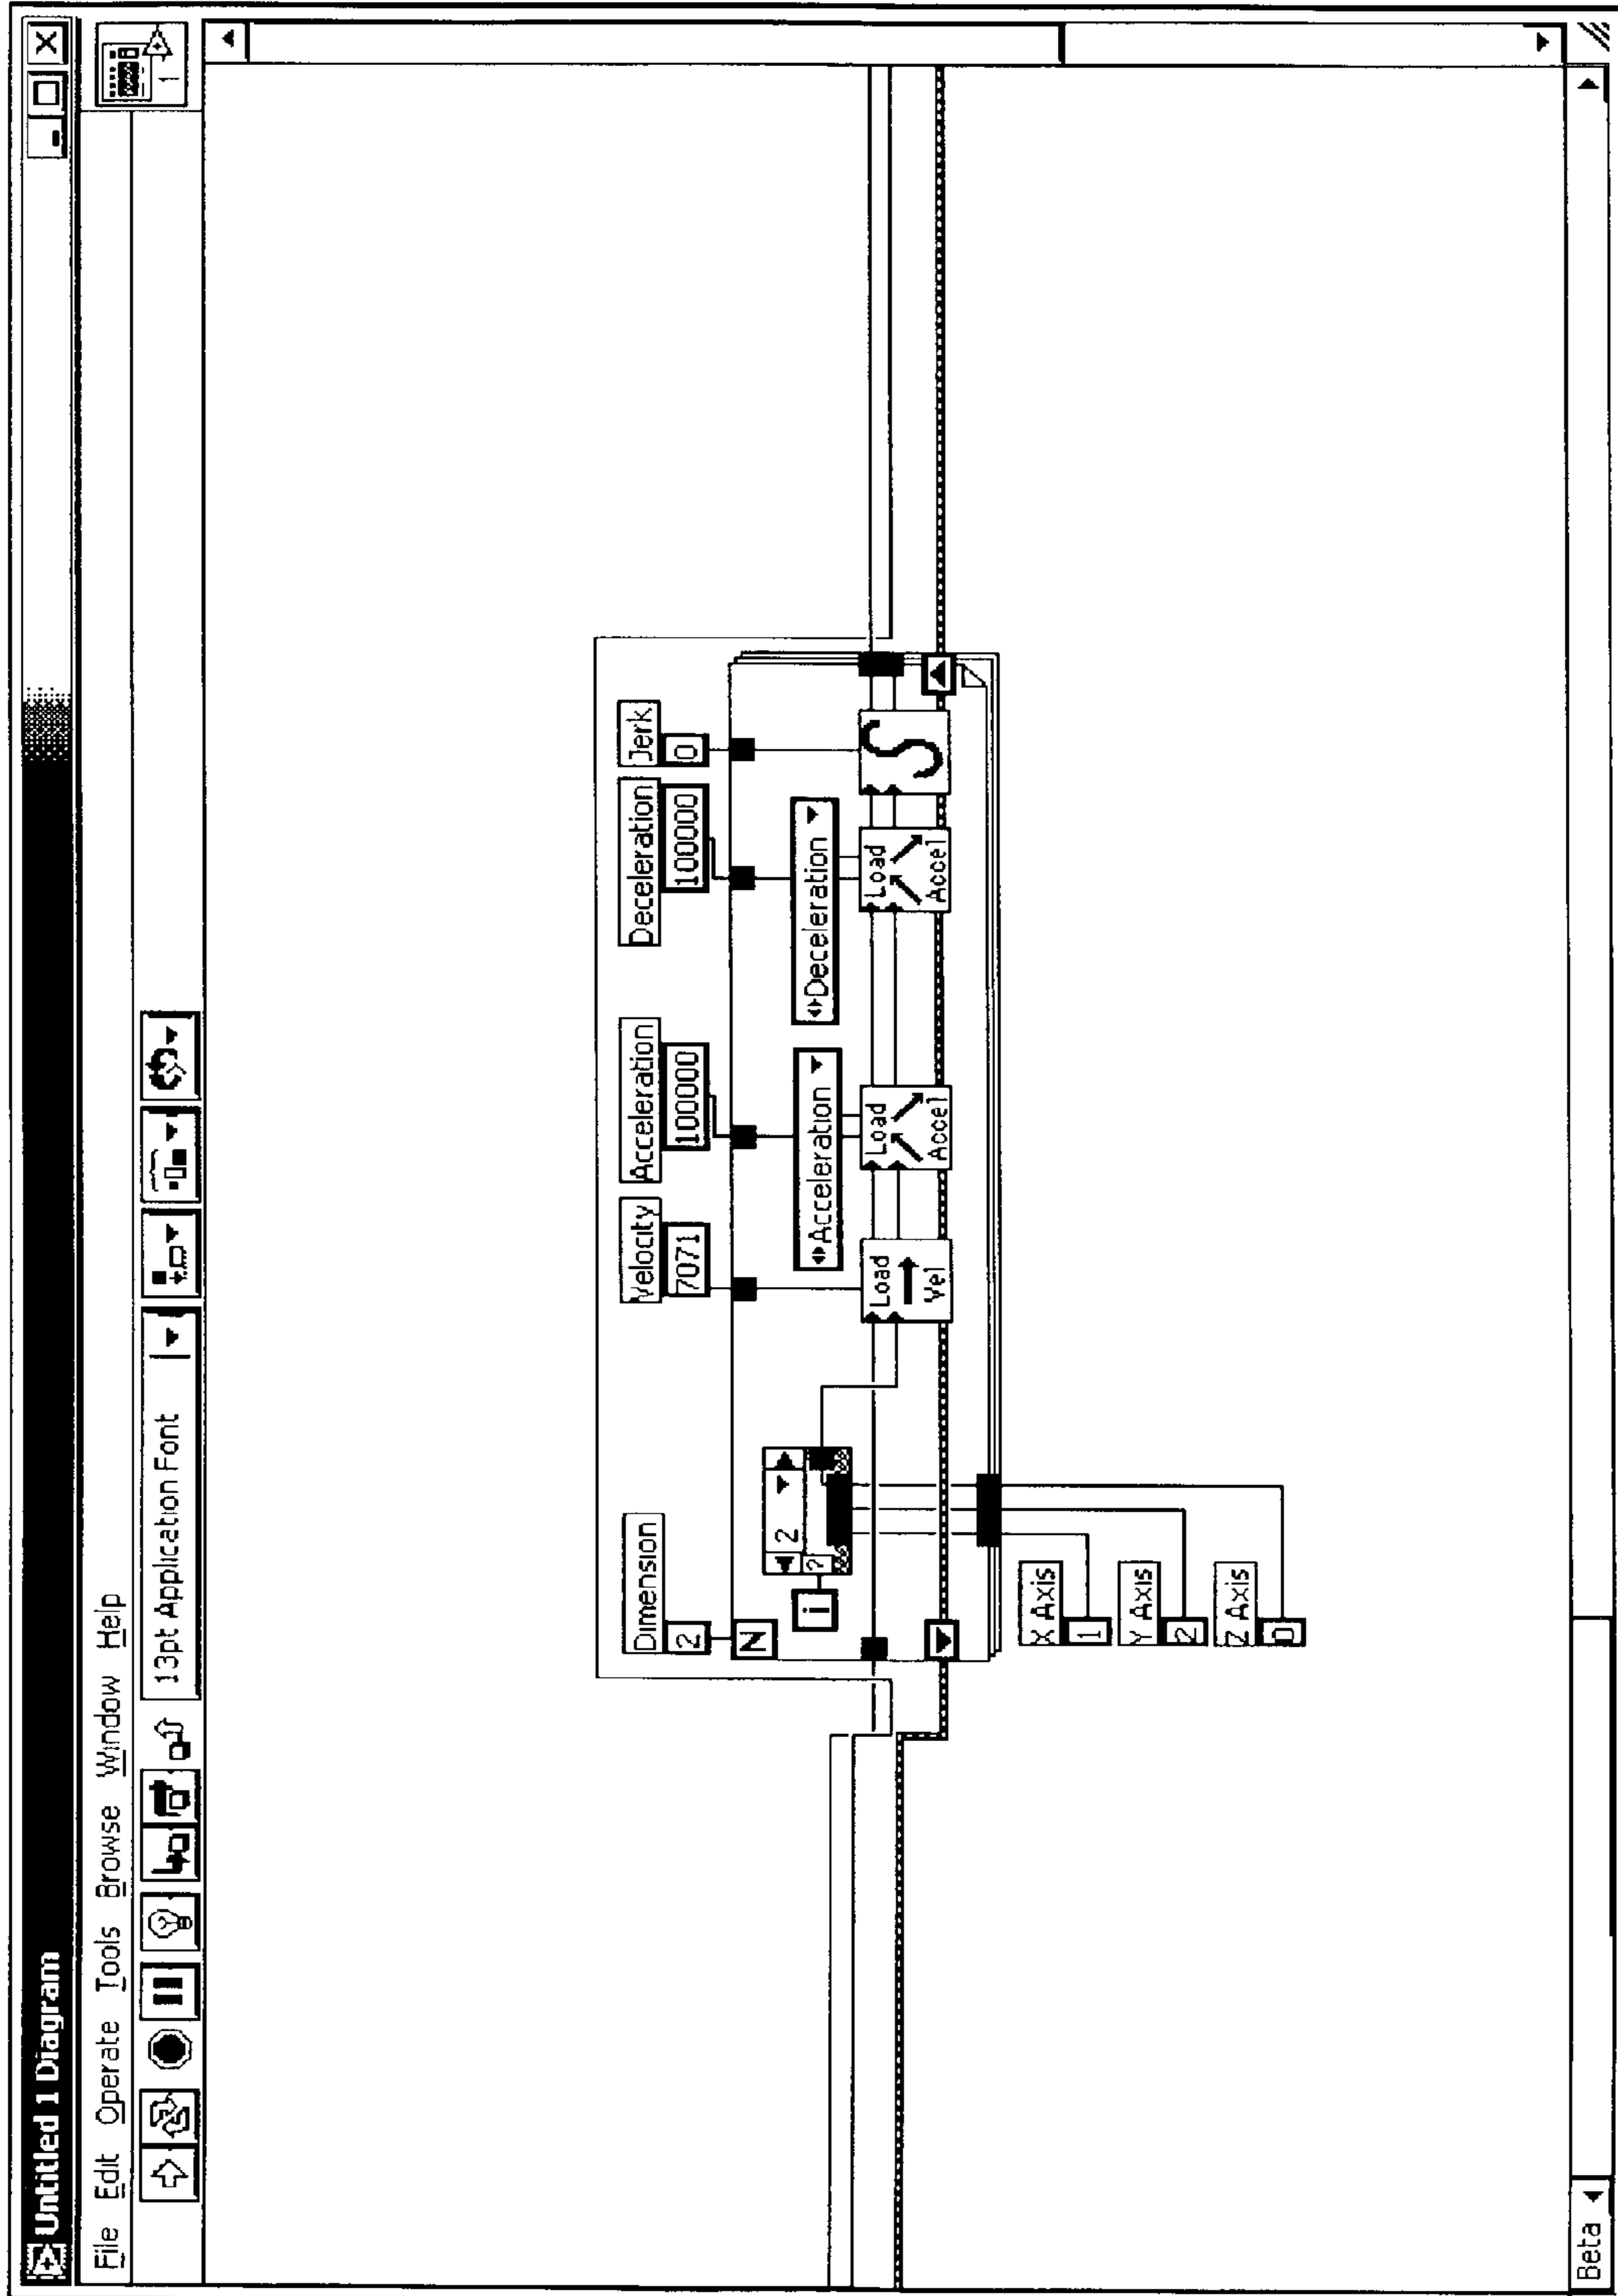 Untitled 1 Diagram
File Edit Operate Tools Browse Window Help
13pt Application Font
1
Dimension Velocity Acceleration Deceleration Jerk
2 7071 100000 100000 0
N
2
i ?
Acceleration Deceleration
Load Load Load
Vel Accel Accel
X Axis
1
Y Axis
2
Z Axis
0
Beta